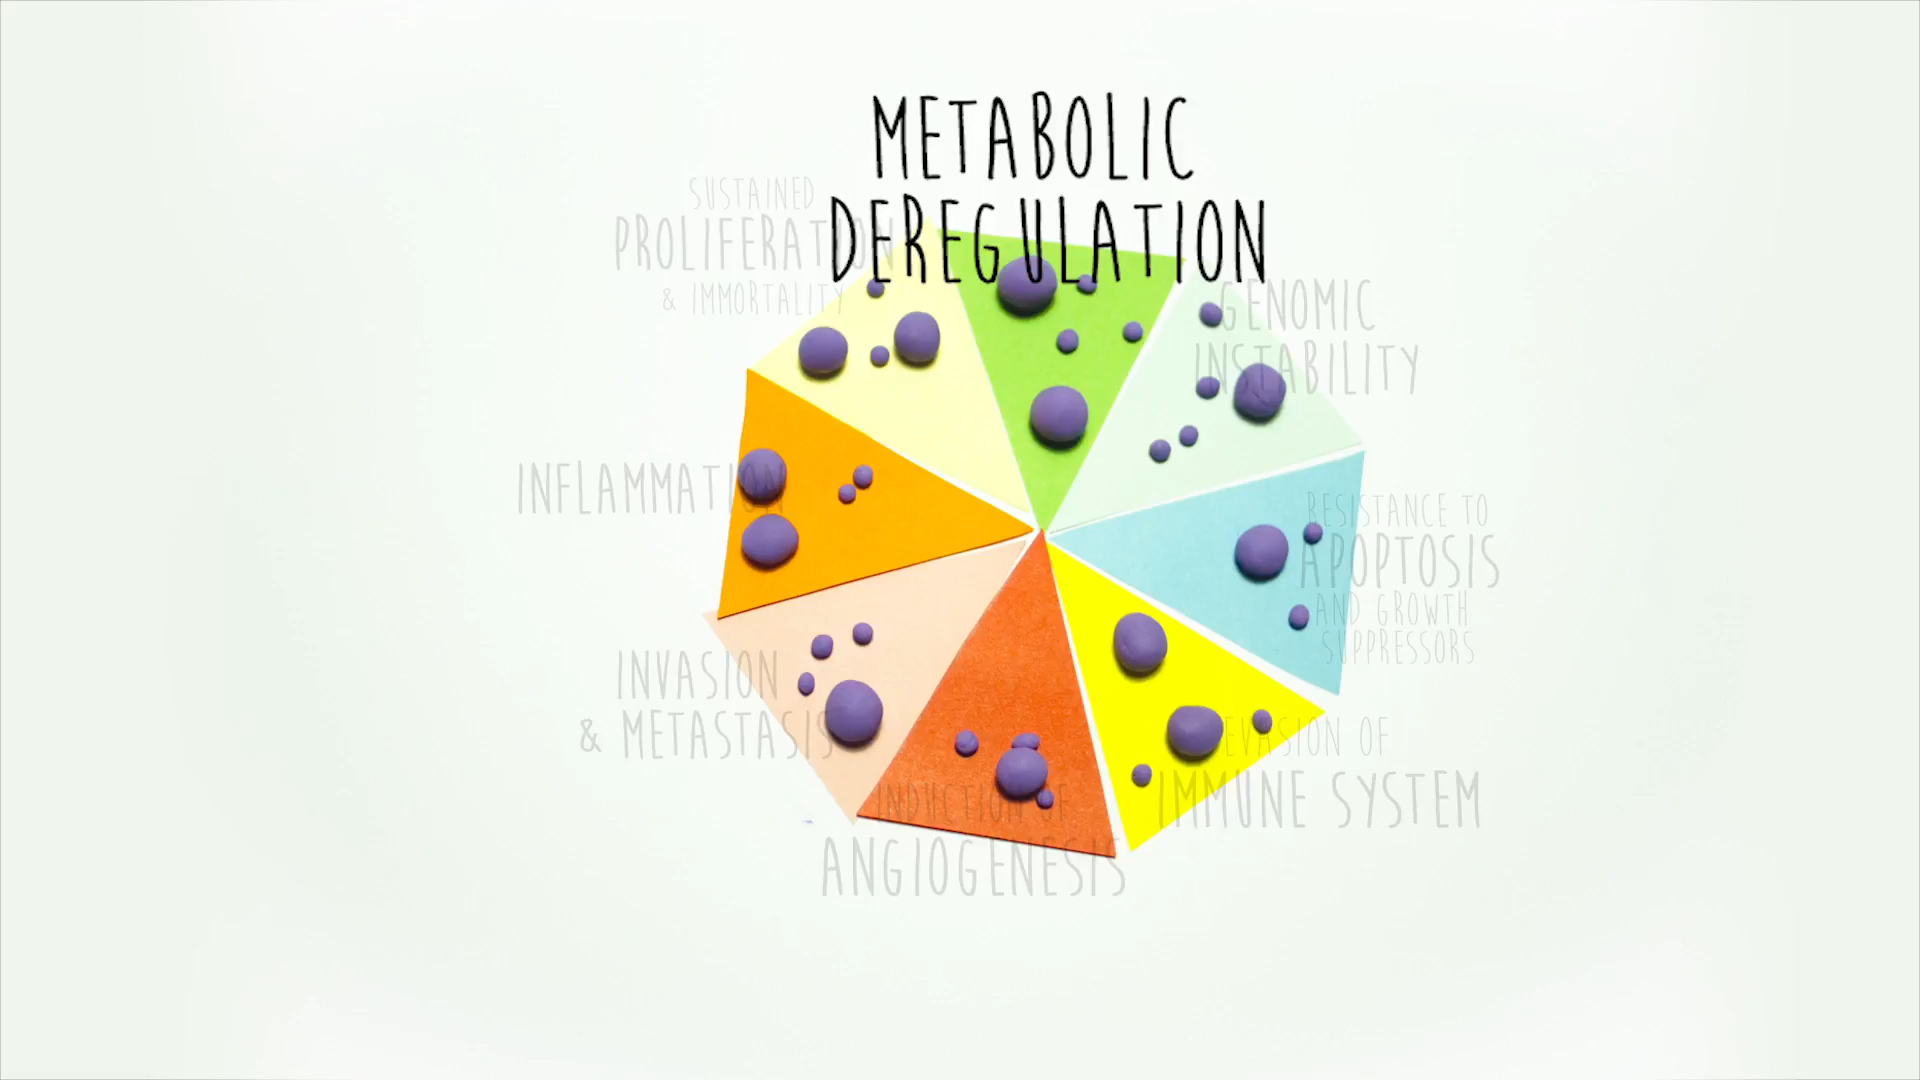 METABOLIC
DEREGULATION
SUSTAINED
PROLIFERATION
& IMMORTALITY
GENOMIC
INSTABILITY
INFLAMMATION
RESISTANCE TO
APOPTOSIS
AND GROWTH
SUPPRESSORS
INVASION
& METASTASIS
EVASION OF
IMMUNE SYSTEM
INDUCTION OF
ANGIOGENESIS